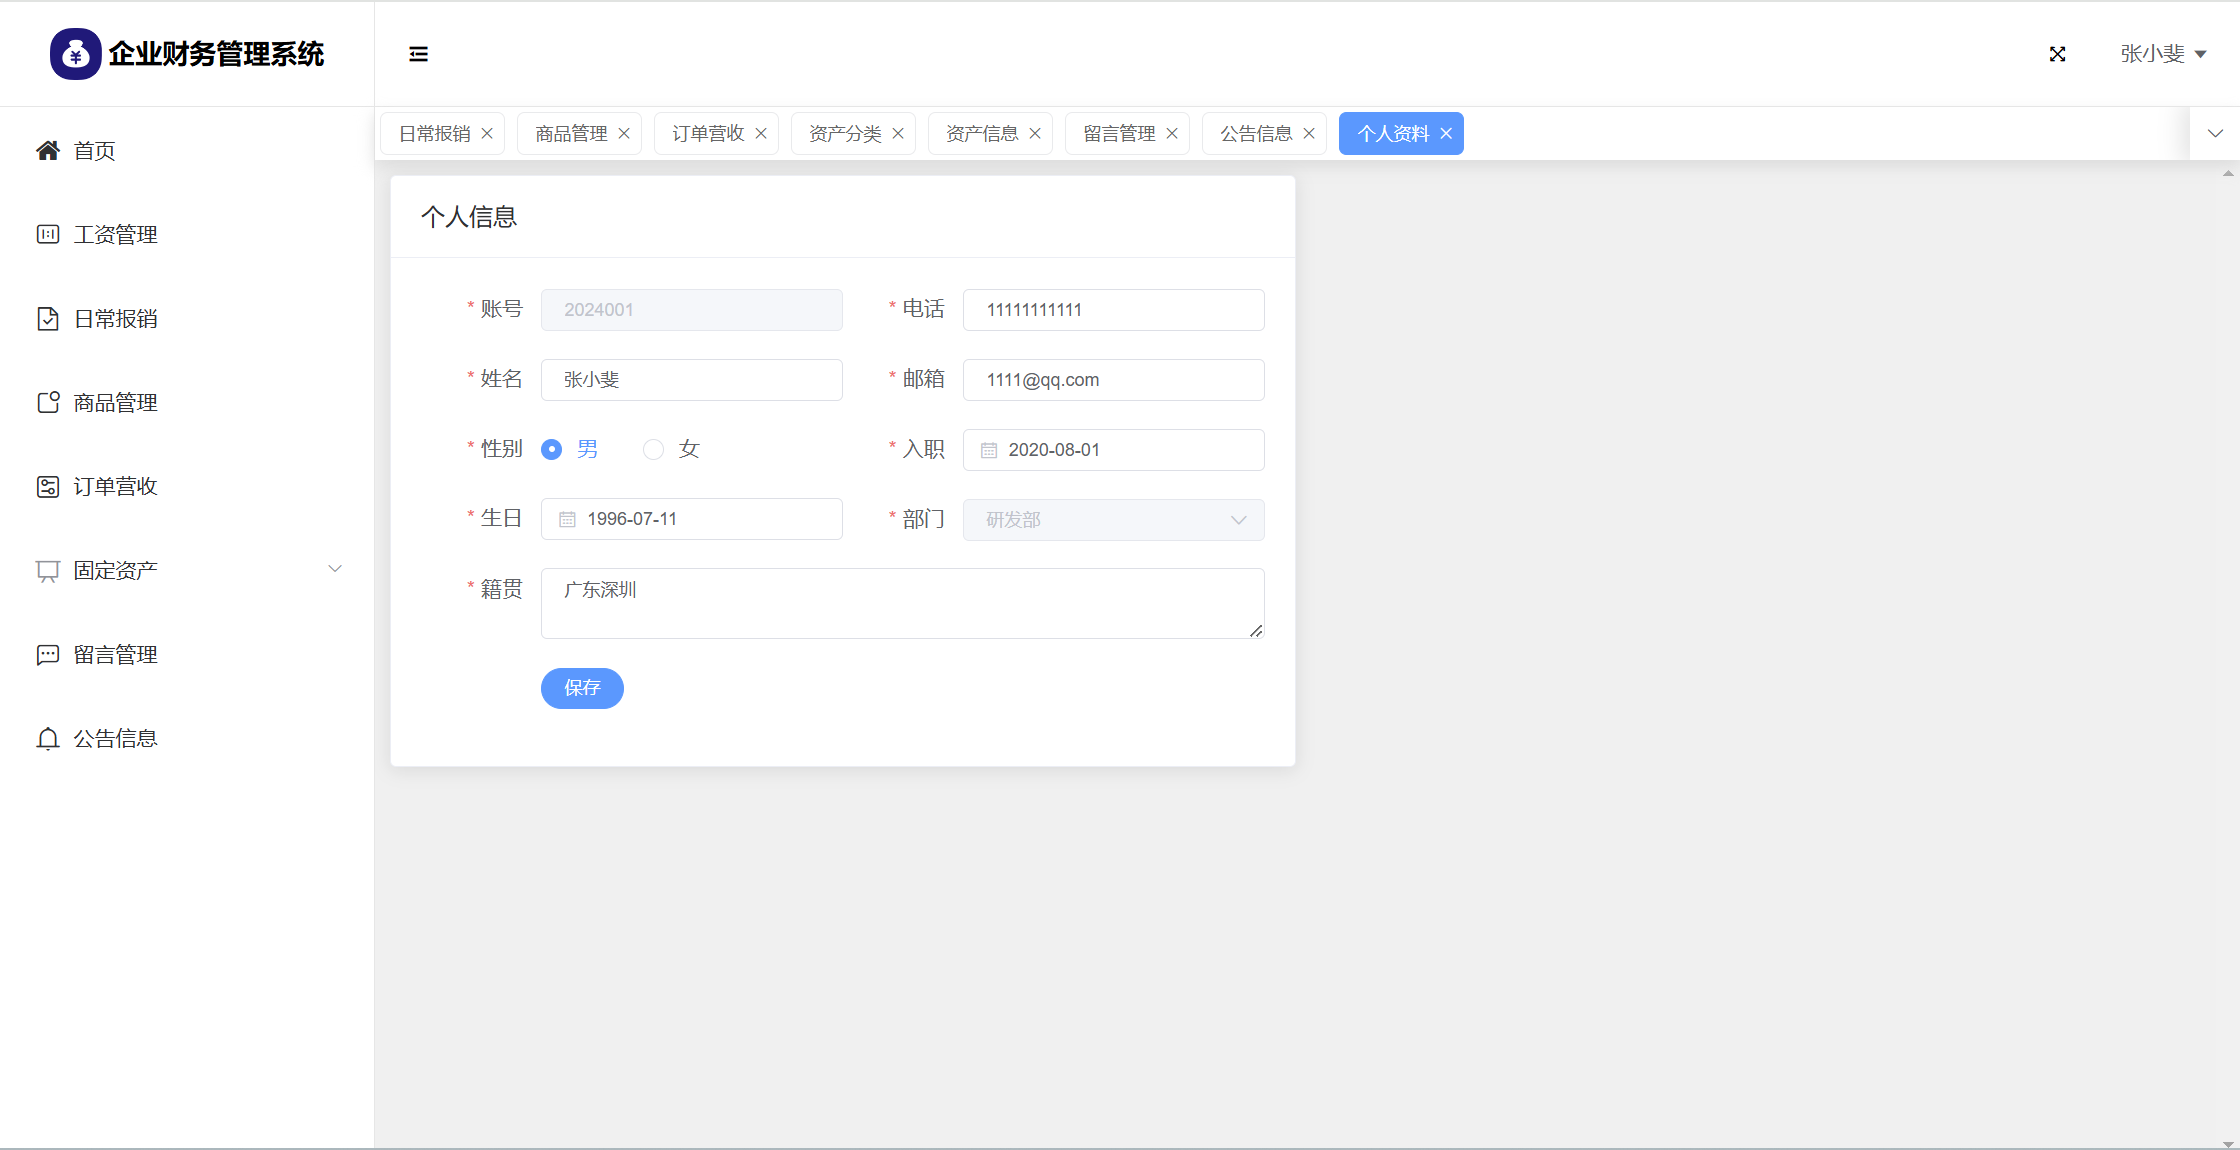 企业财务管理系统
张小斐
首页
工资管理
日常报销
商品管理
订单营收
固定资产
留言管理
公告信息
日常报销 商品管理 订单营收 资产分类 资产信息 留言管理 公告信息 个人资料
个人信息
* 账号 2024001 * 电话 11111111111
* 姓名 张小斐 * 邮箱 1111@qq.com
* 性别 男 女 * 入职 2020-08-01
* 生日 1996-07-11 * 部门 研发部
* 籍贯 广东深圳
保存